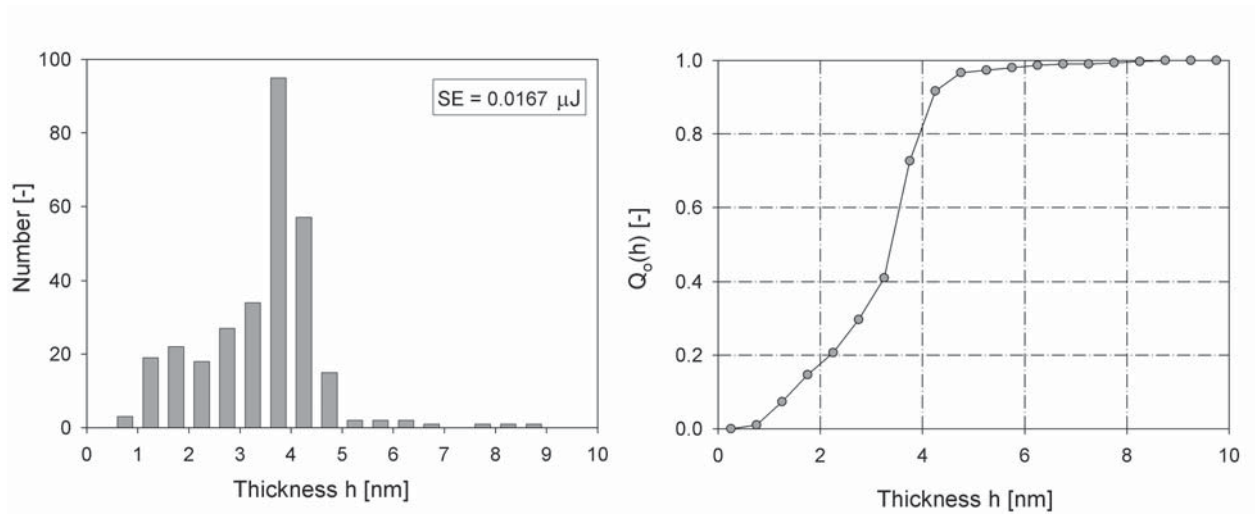 100
80
60
40
20
0
Number [-]
SE = 0.0167 μJ
0 1 2 3 4 5 6 7 8 9 10
Thickness h [nm]
1.0
0.8
0.6
0.4
0.2
0.0
Qo(h) [-]
0 2 4 6 8 10
Thickness h [nm]